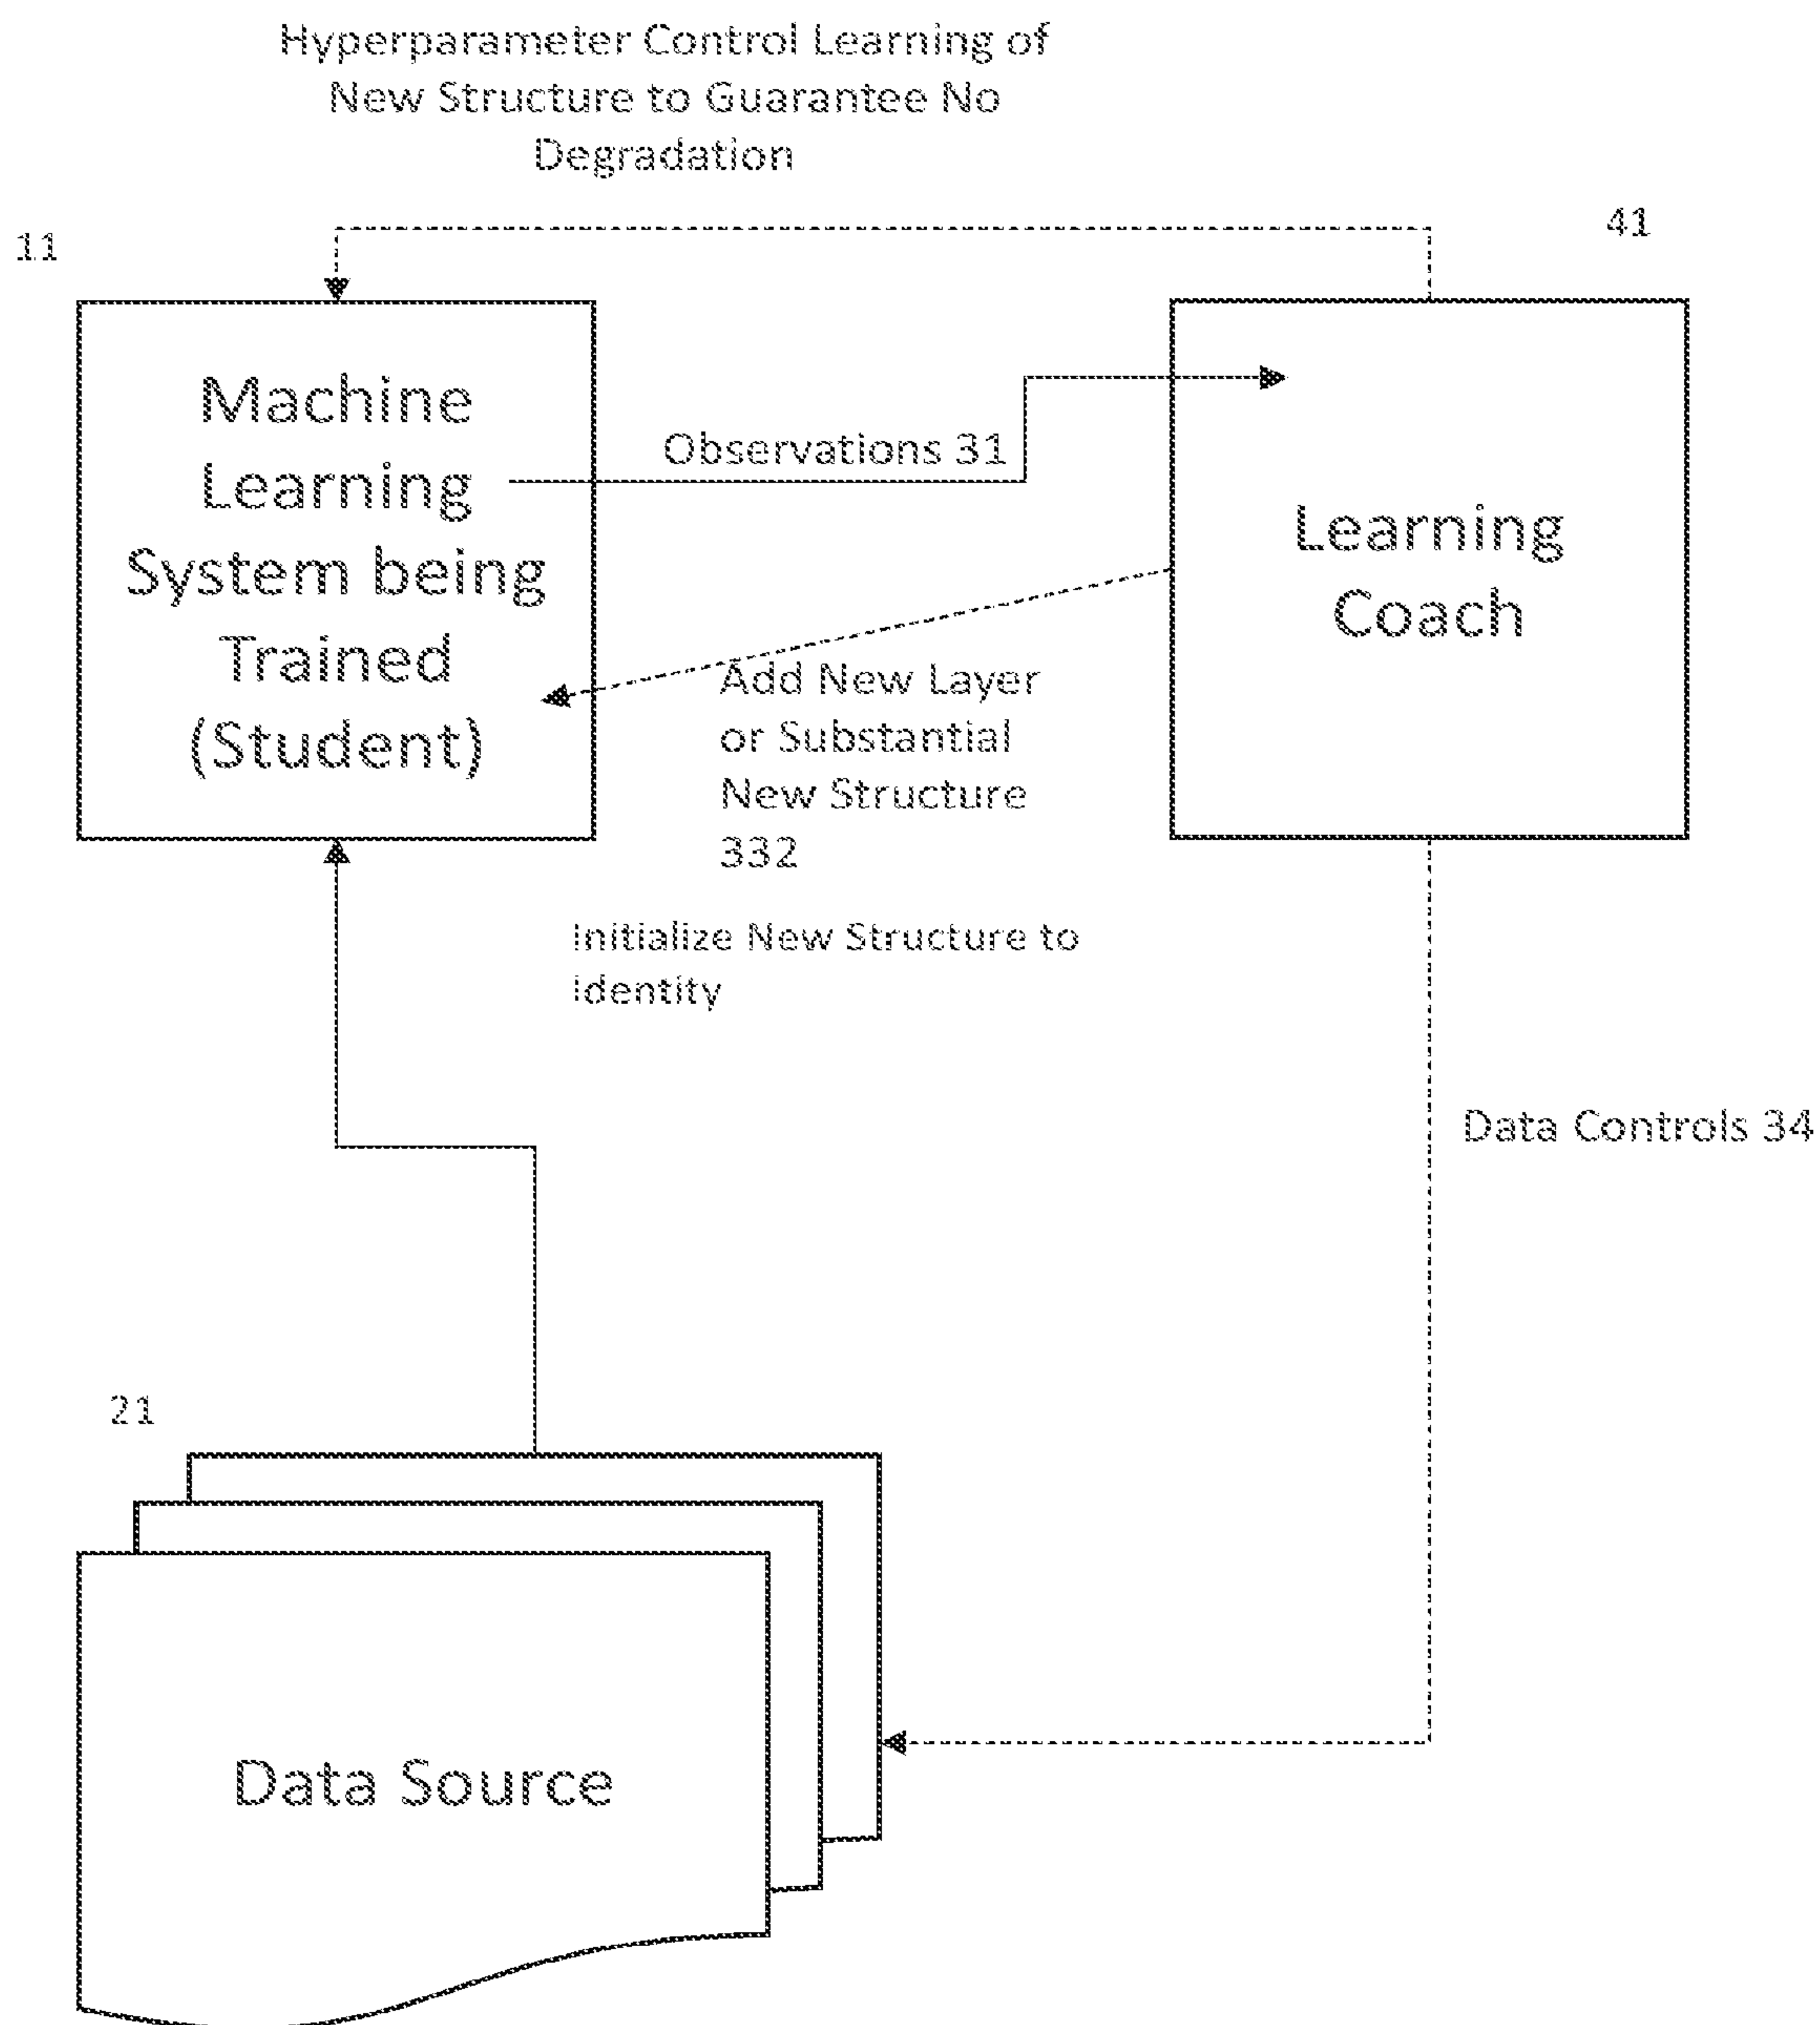 Hyperparameter Control Learning of
New Structure to Guarantee No
Degradation
11
41
Machine
Learning
System being
Trained
(Student)
Observations 31
Learning
Coach
Add New Layer
or Substantial
New Structure
332
Initialize New Structure to
Identity
Data Controls 34
21
Data Source